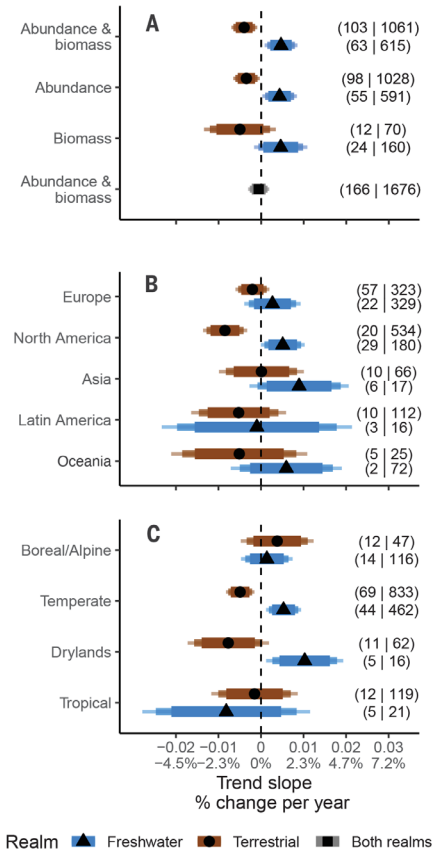 A
Abundance &
biomass
(103 | 1061)
(63 | 615)
Abundance
(98 | 1028)
(55 | 591)
Biomass
(12 | 70)
(24 | 160)
Abundance &
biomass
(166 | 1676)
B
Europe
(57 | 323)
(22 | 329)
North America
(20 | 534)
(29 | 180)
Asia
(10 | 66)
(6 | 17)
Latin America
(10 | 112)
(3 | 16)
Oceania
(5 | 25)
(2 | 72)
C
Boreal/Alpine
(12 | 47)
(14 | 116)
Temperate
(69 | 833)
(44 | 462)
Drylands
(11 | 62)
(5 | 16)
Tropical
(12 | 119)
(5 | 21)
−0.02 −0.01 0 0.01 0.02 0.03
−4.5% −2.3% 0% 2.3% 4.7% 7.2%
Trend slope
% change per year
Realm Freshwater Terrestrial Both realms